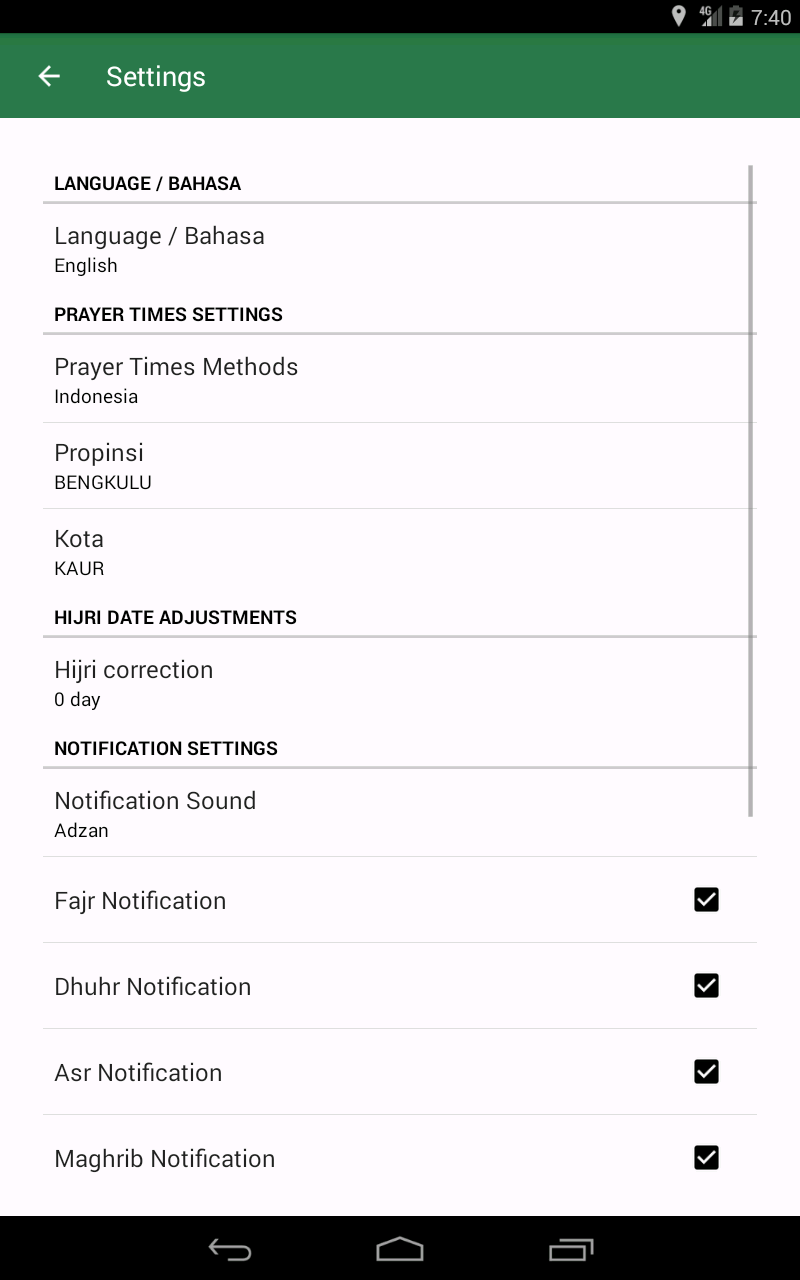 4G 7:40
Settings
LANGUAGE / BAHASA
Language / Bahasa
English
PRAYER TIMES SETTINGS
Prayer Times Methods
Indonesia
Propinsi
BENGKULU
Kota
KAUR
HIJRI DATE ADJUSTMENTS
Hijri correction
0 day
NOTIFICATION SETTINGS
Notification Sound
Adzan
Fajr Notification
Dhuhr Notification
Asr Notification
Maghrib Notification